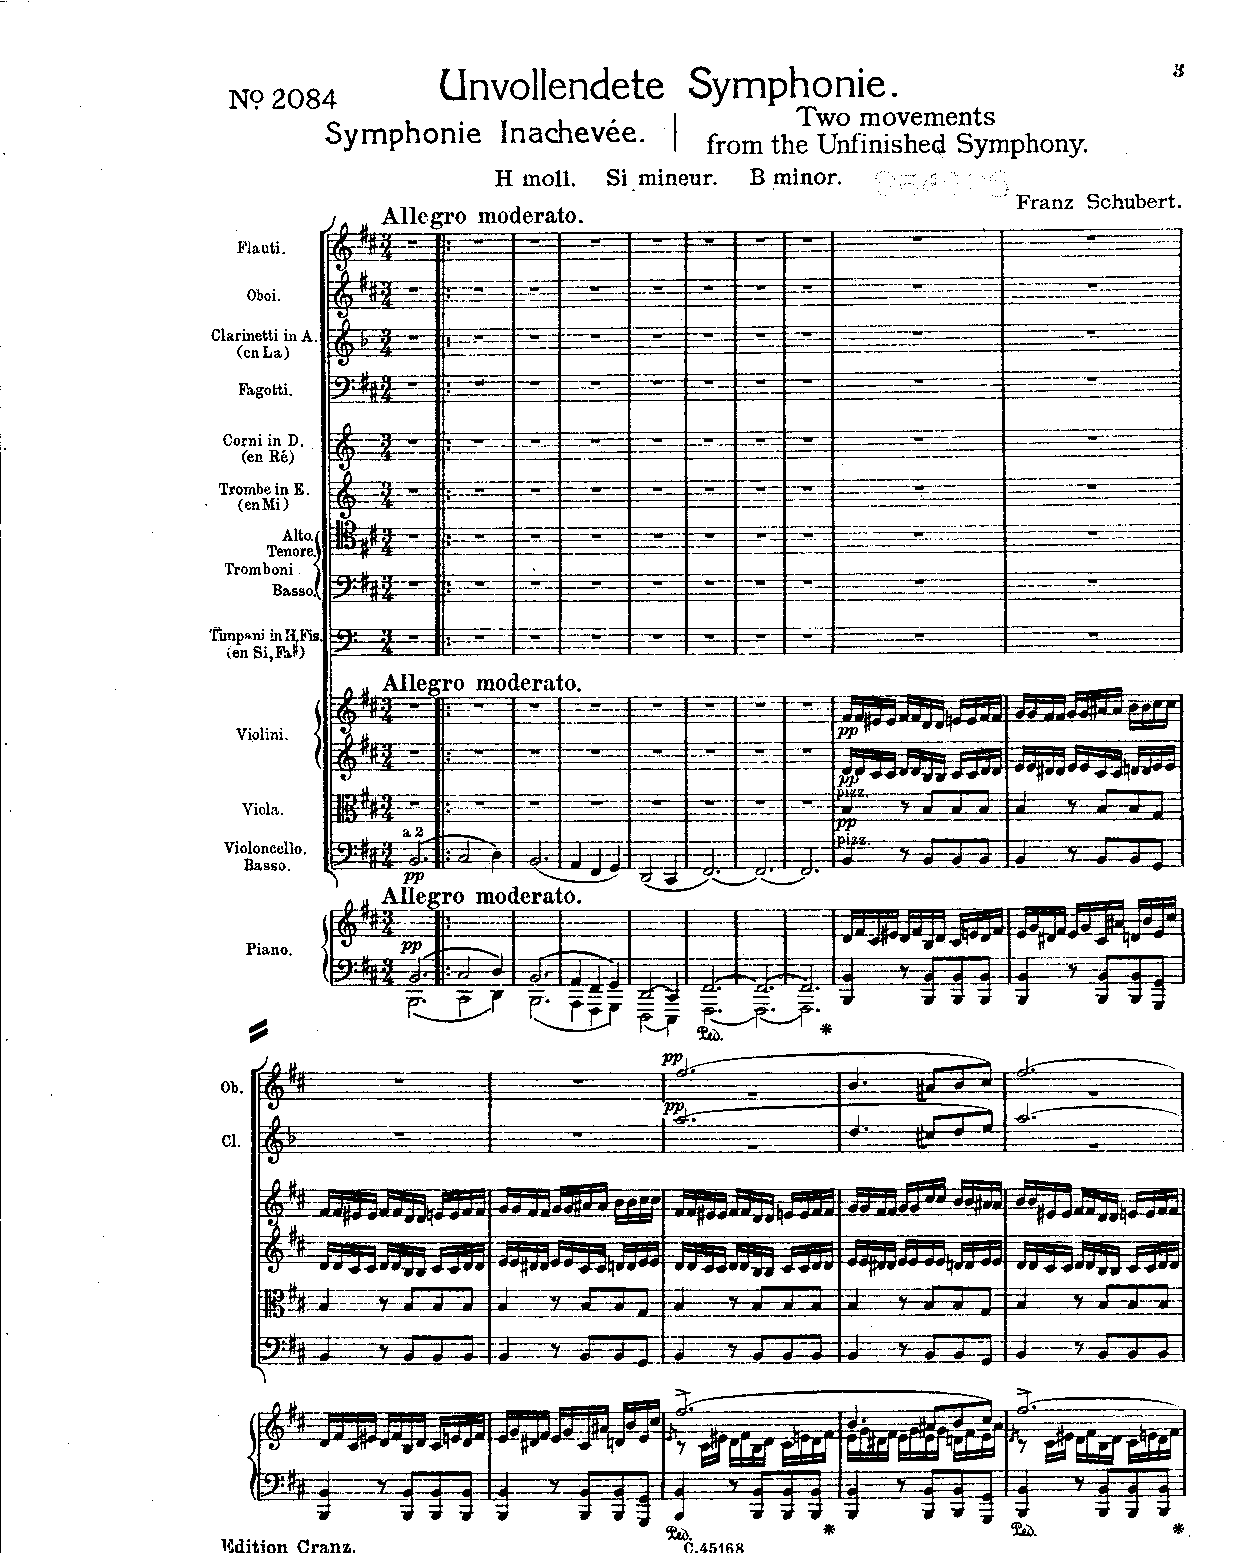 3
Nº 2084
Unvollendete Symphonie.
Symphonie Inachevée. | Two movements
from the Unfinished Symphony.
H moll. Si mineur. B minor.
Franz Schubert.
Allegro moderato.
Flauti.
Oboi.
Clarinetti in A.
(en La)
Fagotti.
Corni in D.
(en Ré)
Trombe in E.
(en Mi)
Alto.
Tenore.
Tromboni
Basso.
Timpani in H, Fis.
(en Si, Fa♯)
Allegro moderato.
Violini.
pp
pp
pizz.
Viola.
pp
a 2
pizz.
Violoncello.
Basso.
pp
Allegro moderato.
pp
Piano.
Ped. *
pp
Ob.
pp
Cl.
Ped. * Ped. *
Edition Cranz.
C. 45168